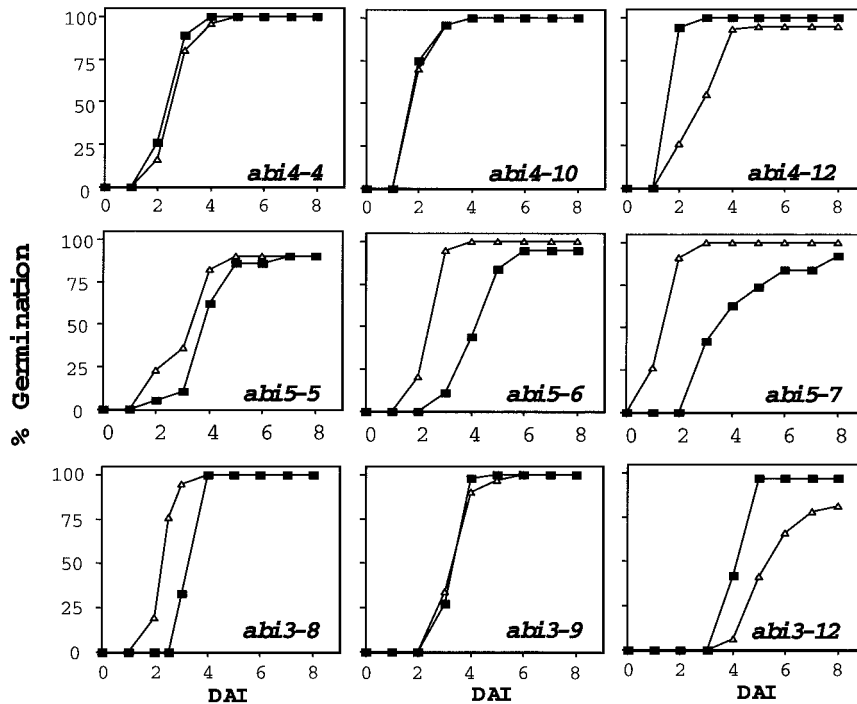 100
75
50
25
0
0 2 4 6 8
abi4-4
0 2 4 6 8
abi4-10
0 2 4 6 8
abi4-12
% Germination
100
75
50
25
0
0 2 4 6 8
abi5-5
0 2 4 6 8
abi5-6
0 2 4 6 8
abi5-7
100
75
50
25
0
0 2 4 6 8
abi3-8
DAI
0 2 4 6 8
abi3-9
DAI
0 2 4 6 8
abi3-12
DAI